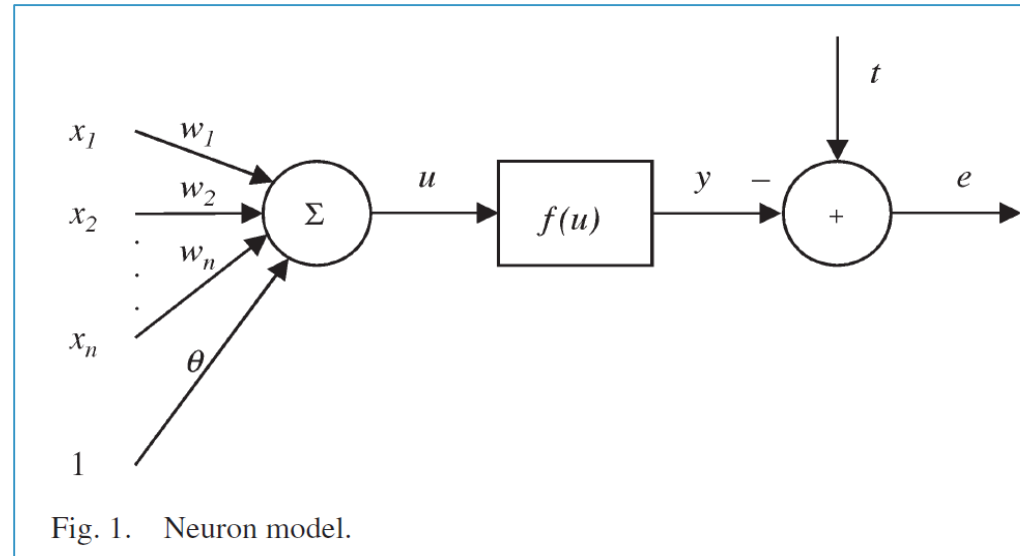 t
x1 w1
u y – e
w2
x2 Σ f(u) +
.
wn
.
.
xn
θ
1
Fig. 1. Neuron model.